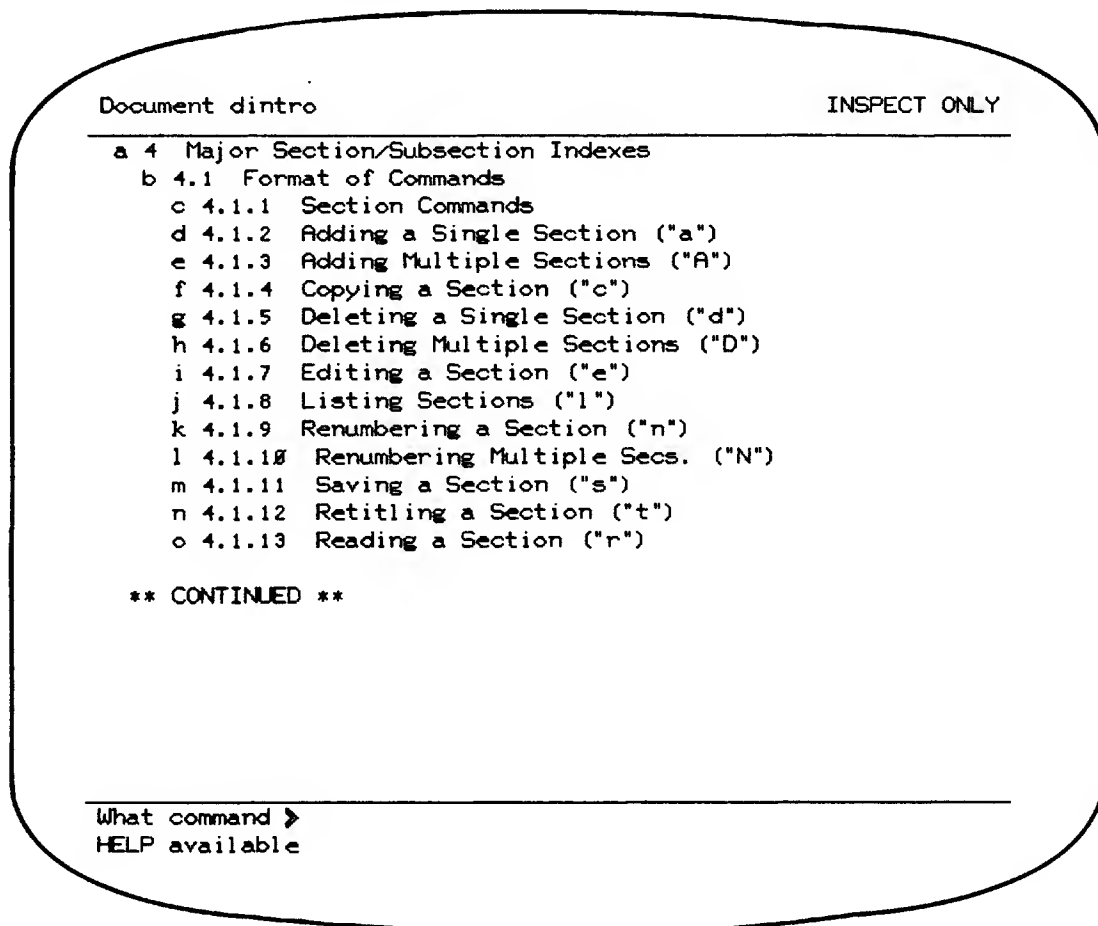 Document dintro INSPECT ONLY
a 4 Major Section/Subsection Indexes
b 4.1 Format of Commands
c 4.1.1 Section Commands
d 4.1.2 Adding a Single Section ("a")
e 4.1.3 Adding Multiple Sections ("A")
f 4.1.4 Copying a Section ("c")
g 4.1.5 Deleting a Single Section ("d")
h 4.1.6 Deleting Multiple Sections ("D")
i 4.1.7 Editing a Section ("e")
j 4.1.8 Listing Sections ("l")
k 4.1.9 Renumbering a Section ("n")
l 4.1.10 Renumbering Multiple Secs. ("N")
m 4.1.11 Saving a Section ("s")
n 4.1.12 Retitling a Section ("t")
o 4.1.13 Reading a Section ("r")
** CONTINUED **
What command >
HELP available